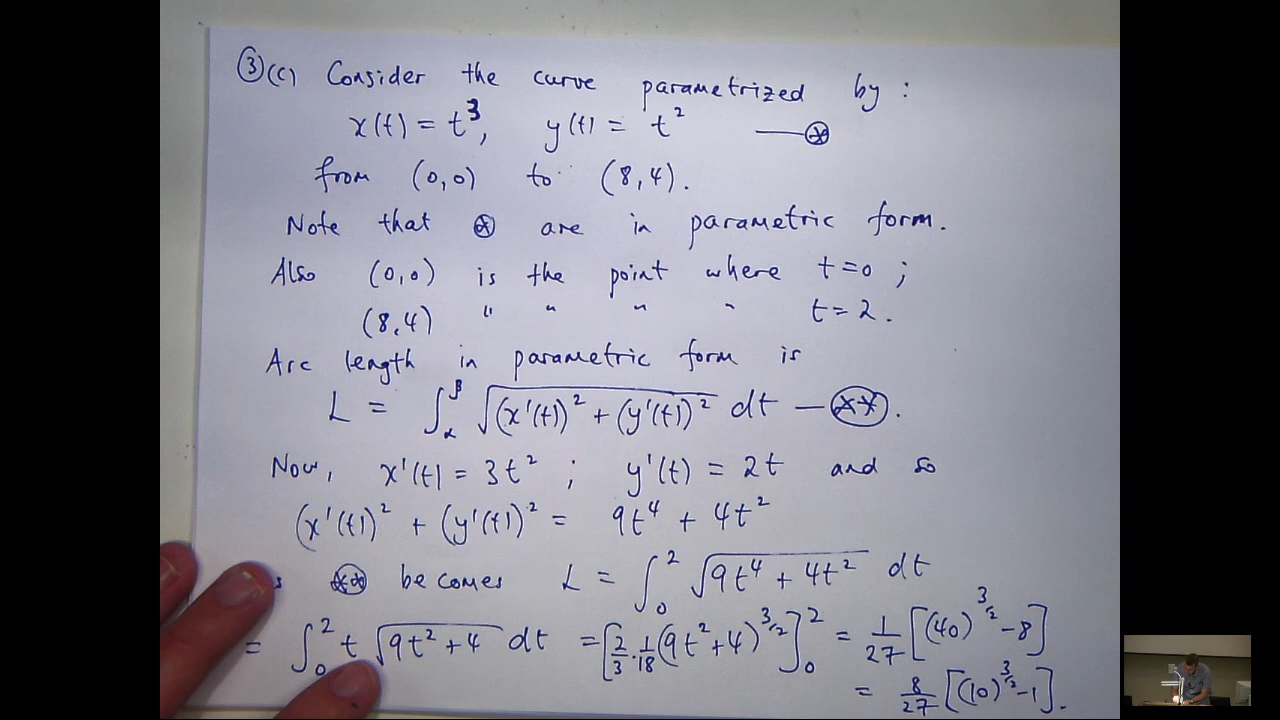 ③(c) Consider the curve parametrized by :
x(t) = t³, y(t) = t² —⊛
from (0,0) to (8,4).
Note that ⊛ are in parametric form.
Also (0,0) is the point where t=0 ;
(8,4) " " " " t=2.
Arc length in parametric form is
L = ∫_α^β √((x'(t))² + (y'(t))²) dt — (**).
Now, x'(t) = 3t² ; y'(t) = 2t and so
(x'(t))² + (y'(t))² = 9t⁴ + 4t²
(**) becomes L = ∫_0^2 √(9t⁴ + 4t²) dt
= ∫_0^2 t √(9t² + 4) dt = [2/3 · 1/18 (9t² + 4)^{3/2}]_0^2 = 1/27 [(40)^{3/2} - 8]
= 8/27 [(10)^{3/2} - 1].